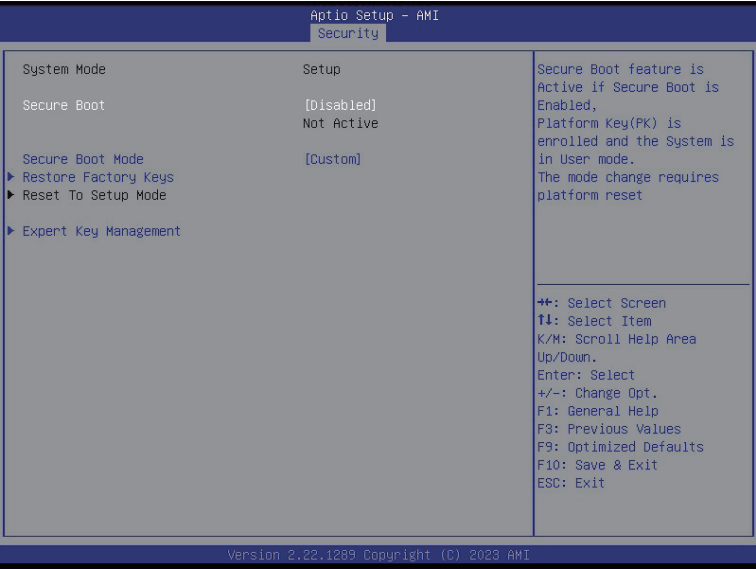 Aptio Setup – AMI
Security
System Mode Setup
Secure Boot [Disabled]
Not Active
Secure Boot Mode [Custom]
Restore Factory Keys
Reset To Setup Mode
Expert Key Management
Secure Boot feature is
Active if Secure Boot is
Enabled,
Platform Key(PK) is
enrolled and the System is
in User mode.
The mode change requires
platform reset
→←: Select Screen
↑↓: Select Item
K/M: Scroll Help Area
Up/Down.
Enter: Select
+/-: Change Opt.
F1: General Help
F3: Previous Values
F9: Optimized Defaults
F10: Save & Exit
ESC: Exit
Version 2.22.1289 Copyright (C) 2023 AMI